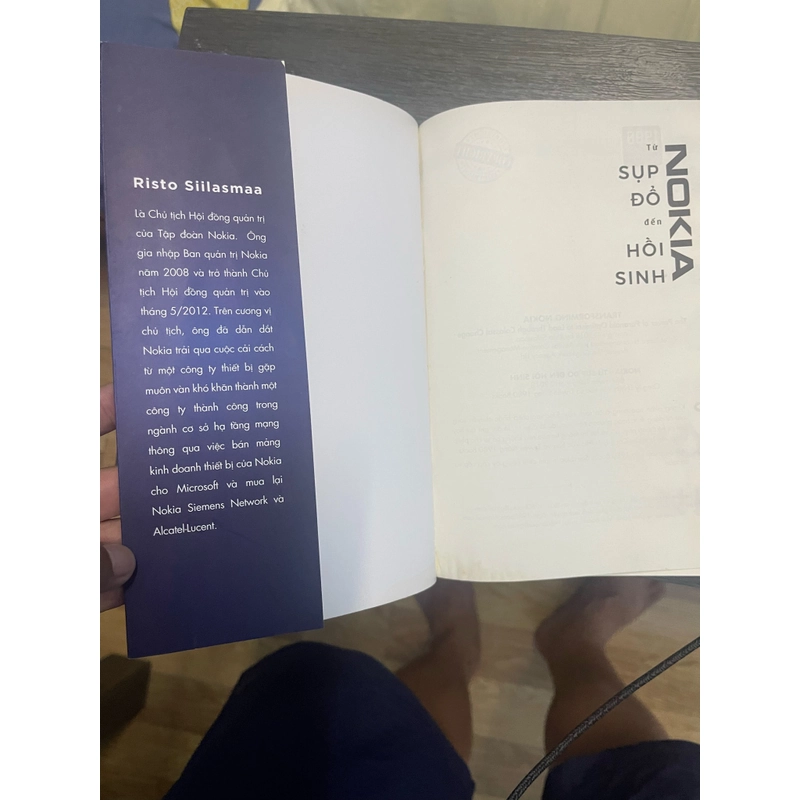 Risto Siilasmaa
Là Chủ tịch Hội đồng quản trị
của Tập đoàn Nokia. Ông
gia nhập Ban quản trị Nokia
năm 2008 và trở thành Chủ
tịch Hội đồng quản trị vào
tháng 5/2012. Trên cương vị
chủ tịch, ông đã dẫn dắt
Nokia trải qua cuộc cải cách
từ một công ty thiết bị gặp
muôn vàn khó khăn thành một
công ty thành công trong
ngành cơ sở hạ tầng mạng
thông qua việc bán mảng
kinh doanh thiết bị của Nokia
cho Microsoft và mua lại
Nokia Siemens Network và
Alcatel-Lucent.
Từ
SỤP
ĐỔ
đến
HỒI
SINH
NOKIA